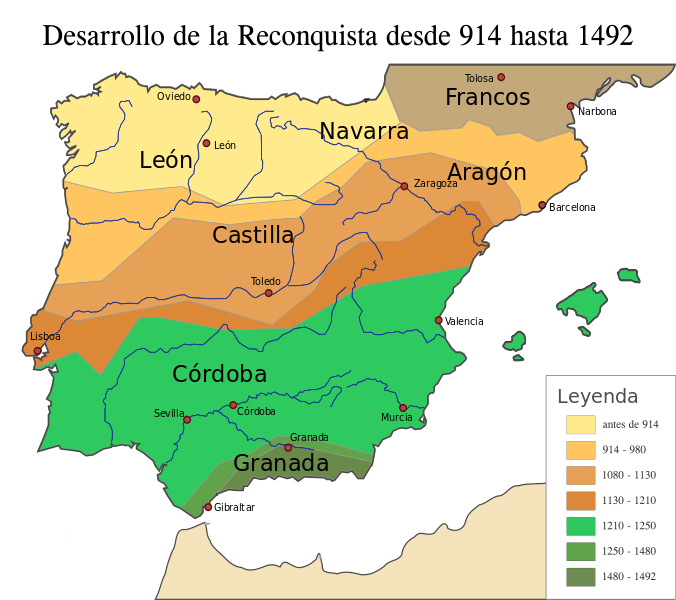 Desarrollo de la Reconquista desde 914 hasta 1492
Tolosa
Francos
Oviedo
Narbona
Navarra
León
León
Aragón
Zaragoza
Barcelona
Castilla
Toledo
Lisboa
Valencia
Córdoba
Sevilla
Córdoba
Murcia
Granada
Granada
Gibraltar
Leyenda
antes de 914
914 - 980
1080 - 1130
1130 - 1210
1210 - 1250
1250 - 1480
1480 - 1492